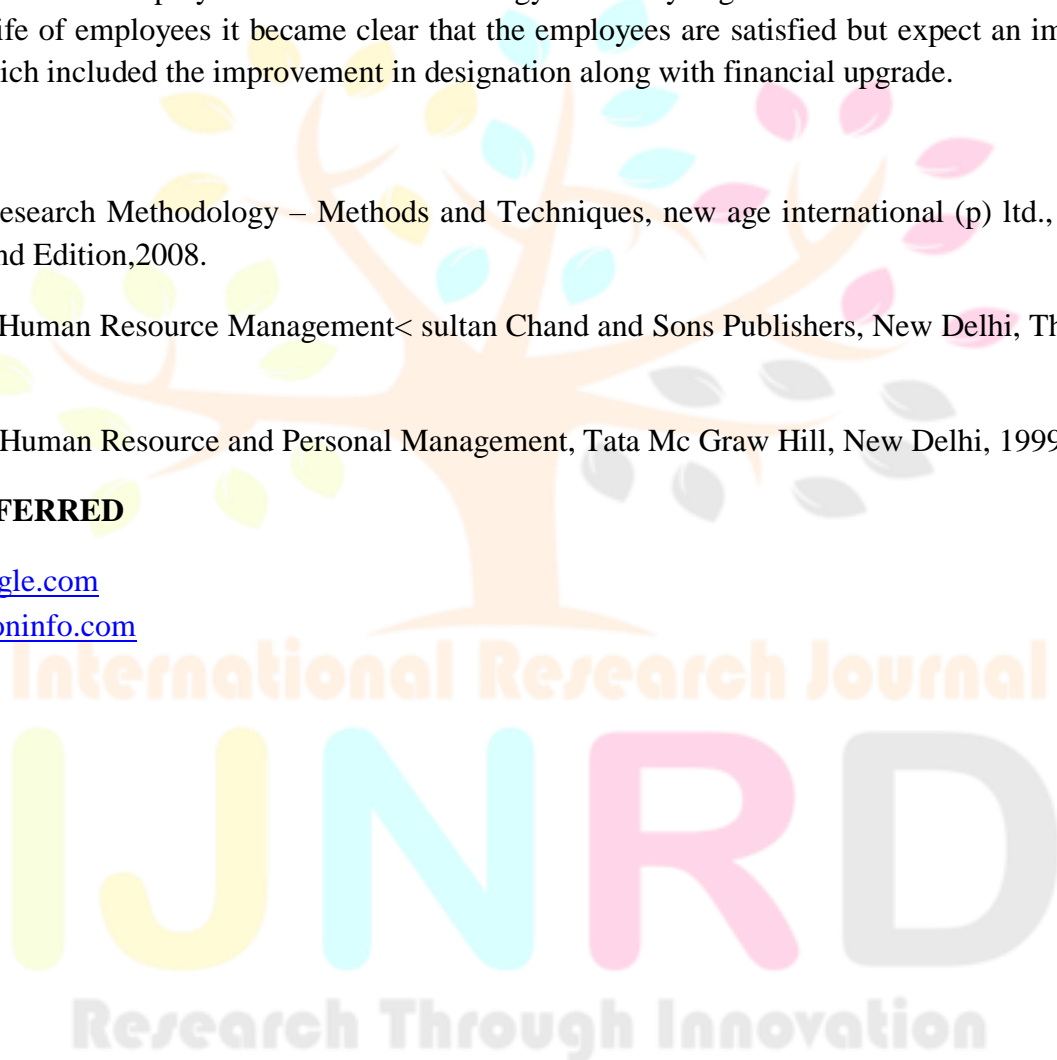 ife of employees it became clear that the employees are satisfied but expect an im
hich included the improvement in designation along with financial upgrade.
esearch Methodology – Methods and Techniques, new age international (p) ltd.,
nd Edition,2008.
Human Resource Management< sultan Chand and Sons Publishers, New Delhi, Th
Human Resource and Personal Management, Tata Mc Graw Hill, New Delhi, 1999
FERRED
gle.com
oninfo.com
International Research Journal
IJNRD
Research Through Innovation